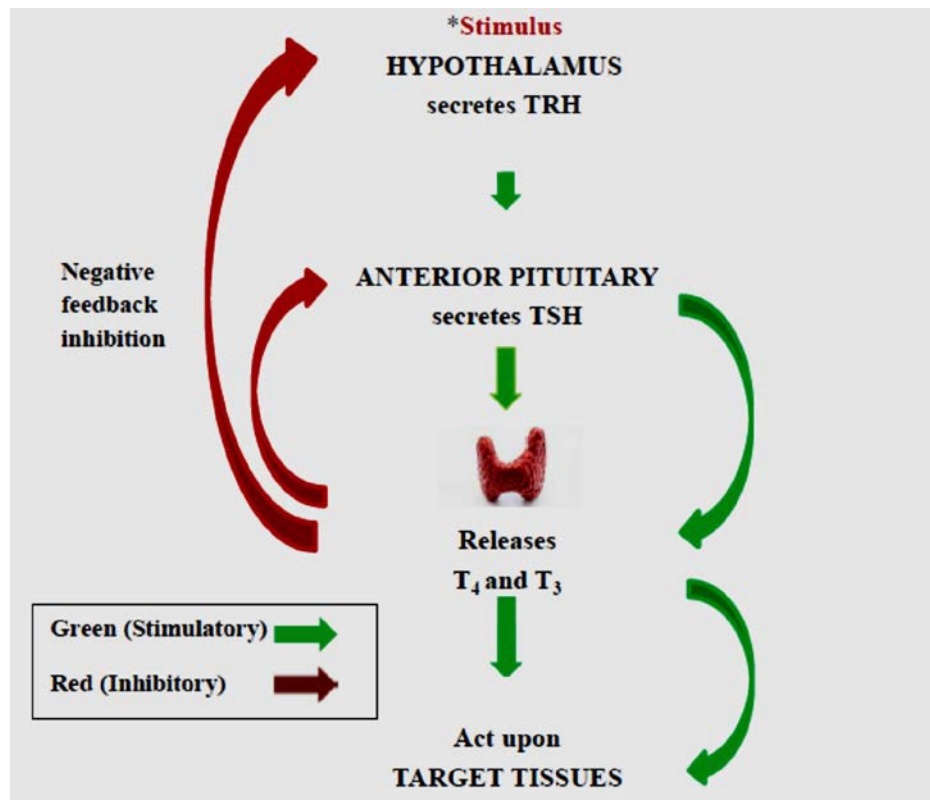 *Stimulus
HYPOTHALAMUS
secretes TRH
Negative
feedback
inhibition
ANTERIOR PITUITARY
secretes TSH
Releases
T₄ and T₃
Green (Stimulatory)
Red (Inhibitory)
Act upon
TARGET TISSUES